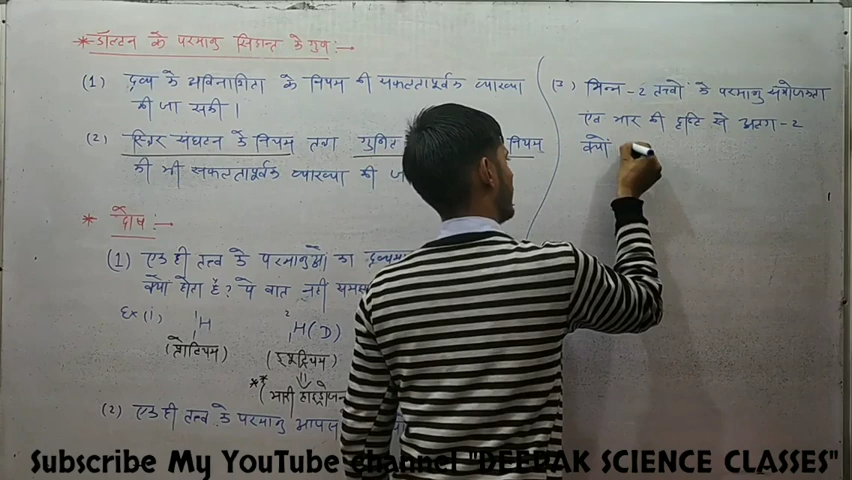 *-डॉल्टन के परमाणु सिद्धान्त के गुण:-
(1) द्रव्य के अविनाशिता के नियम की सफलतापूर्वक व्याख्या
की जा सकी।
(2) स्थिर संघटन के नियम तथा गुणित नियम
की भी सफलतापूर्वक व्याख्या की
* दोष:-
(1) एक ही तत्व के परमाणुओं का
क्यों होता है? ये बात नहीं
Ex (i) ¹H ²H(D)
(प्रोटियम) (ड्यूट्रियम)
** (भारी हाइड्रोजन
(2) एक ही तत्व के परमाणु आपस
(3) भिन्न-2 तत्वों के परमाणु संयोजकता
एवं भार की दृष्टि से अलग-2
क्यों
Subscribe My YouTube channel "DEEPAK SCIENCE CLASSES"